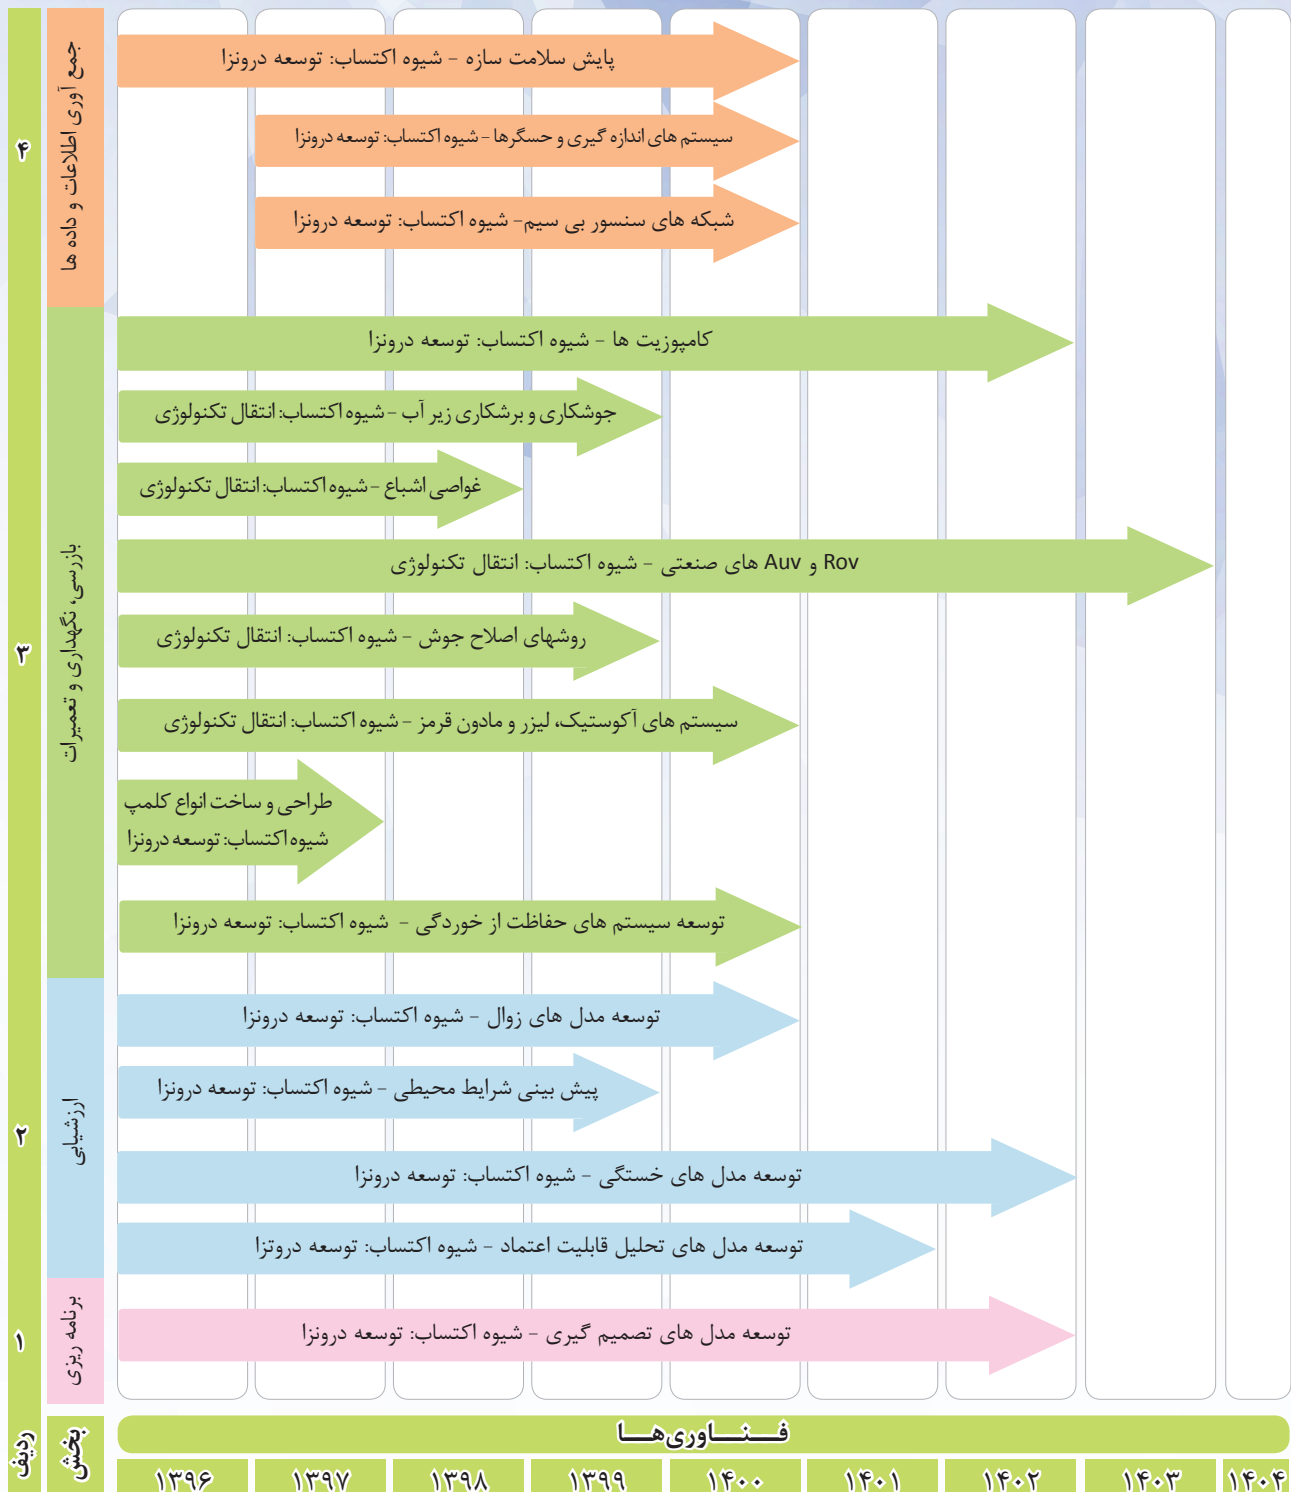 جمع آوری اطلاعات و داده ها
۴
پایش سلامت سازه - شیوه اکتساب: توسعه درونزا
سیستم های اندازه گیری و حسگرها - شیوه اکتساب: توسعه درونزا
شبکه های سنسور بی سیم- شیوه اکتساب: توسعه درونزا
بازرسی، نگهداری و تعمیرات
۳
کامپوزیت ها - شیوه اکتساب: توسعه درونزا
جوشکاری و برشکاری زیر آب - شیوه اکتساب: انتقال تکنولوژی
غواصی اشباع - شیوه اکتساب: انتقال تکنولوژی
Rov و Auv های صنعتی - شیوه اکتساب: انتقال تکنولوژی
روشهای اصلاح جوش - شیوه اکتساب: انتقال تکنولوژی
سیستم های آکوستیک، لیزر و مادون قرمز - شیوه اکتساب: انتقال تکنولوژی
طراحی و ساخت انواع کلمپ
شیوه اکتساب: توسعه درونزا
توسعه سیستم های حفاظت از خوردگی - شیوه اکتساب: توسعه درونزا
ارزشیابی
۲
توسعه مدل های زوال - شیوه اکتساب: توسعه درونزا
پیش بینی شرایط محیطی - شیوه اکتساب: توسعه درونزا
توسعه مدل های خستگی - شیوه اکتساب: توسعه درونزا
توسعه مدل های تحلیل قابلیت اعتماد - شیوه اکتساب: توسعه دروتزا
برنامه ریزی
۱
توسعه مدل های تصمیم گیری - شیوه اکتساب: توسعه درونزا
ردیف
بخش
فـــنـــاوری‌هـــا
۱۳۹۶
۱۳۹۷
۱۳۹۸
۱۳۹۹
۱۴۰۰
۱۴۰۱
۱۴۰۲
۱۴۰۳
۱۴۰۴